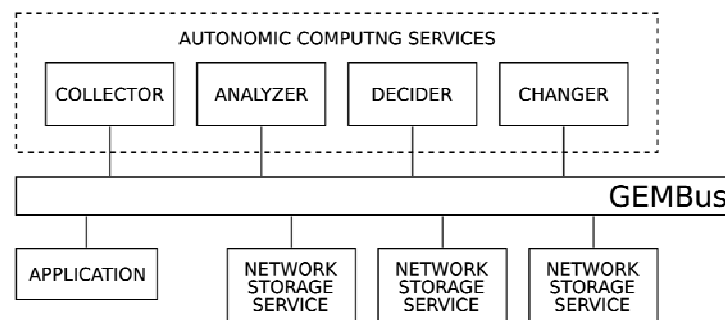 AUTONOMIC COMPUTNG SERVICES
COLLECTOR
ANALYZER
DECIDER
CHANGER
GEMBus
APPLICATION
NETWORK
STORAGE
SERVICE
NETWORK
STORAGE
SERVICE
NETWORK
STORAGE
SERVICE